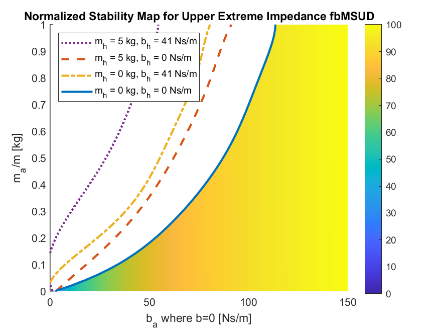 Normalized Stability Map for Upper Extreme Impedance fbMSUD
m_h = 5 kg, b_h = 41 Ns/m
m_h = 5 kg, b_h = 0 Ns/m
m_h = 0 kg, b_h = 41 Ns/m
m_h = 0 kg, b_h = 0 Ns/m
m_a/m [kg]
1
0.9
0.8
0.7
0.6
0.5
0.4
0.3
0.2
0.1
0
0 50 100 150
b_a where b=0 [Ns/m]
100
90
80
70
60
50
40
30
20
10
0